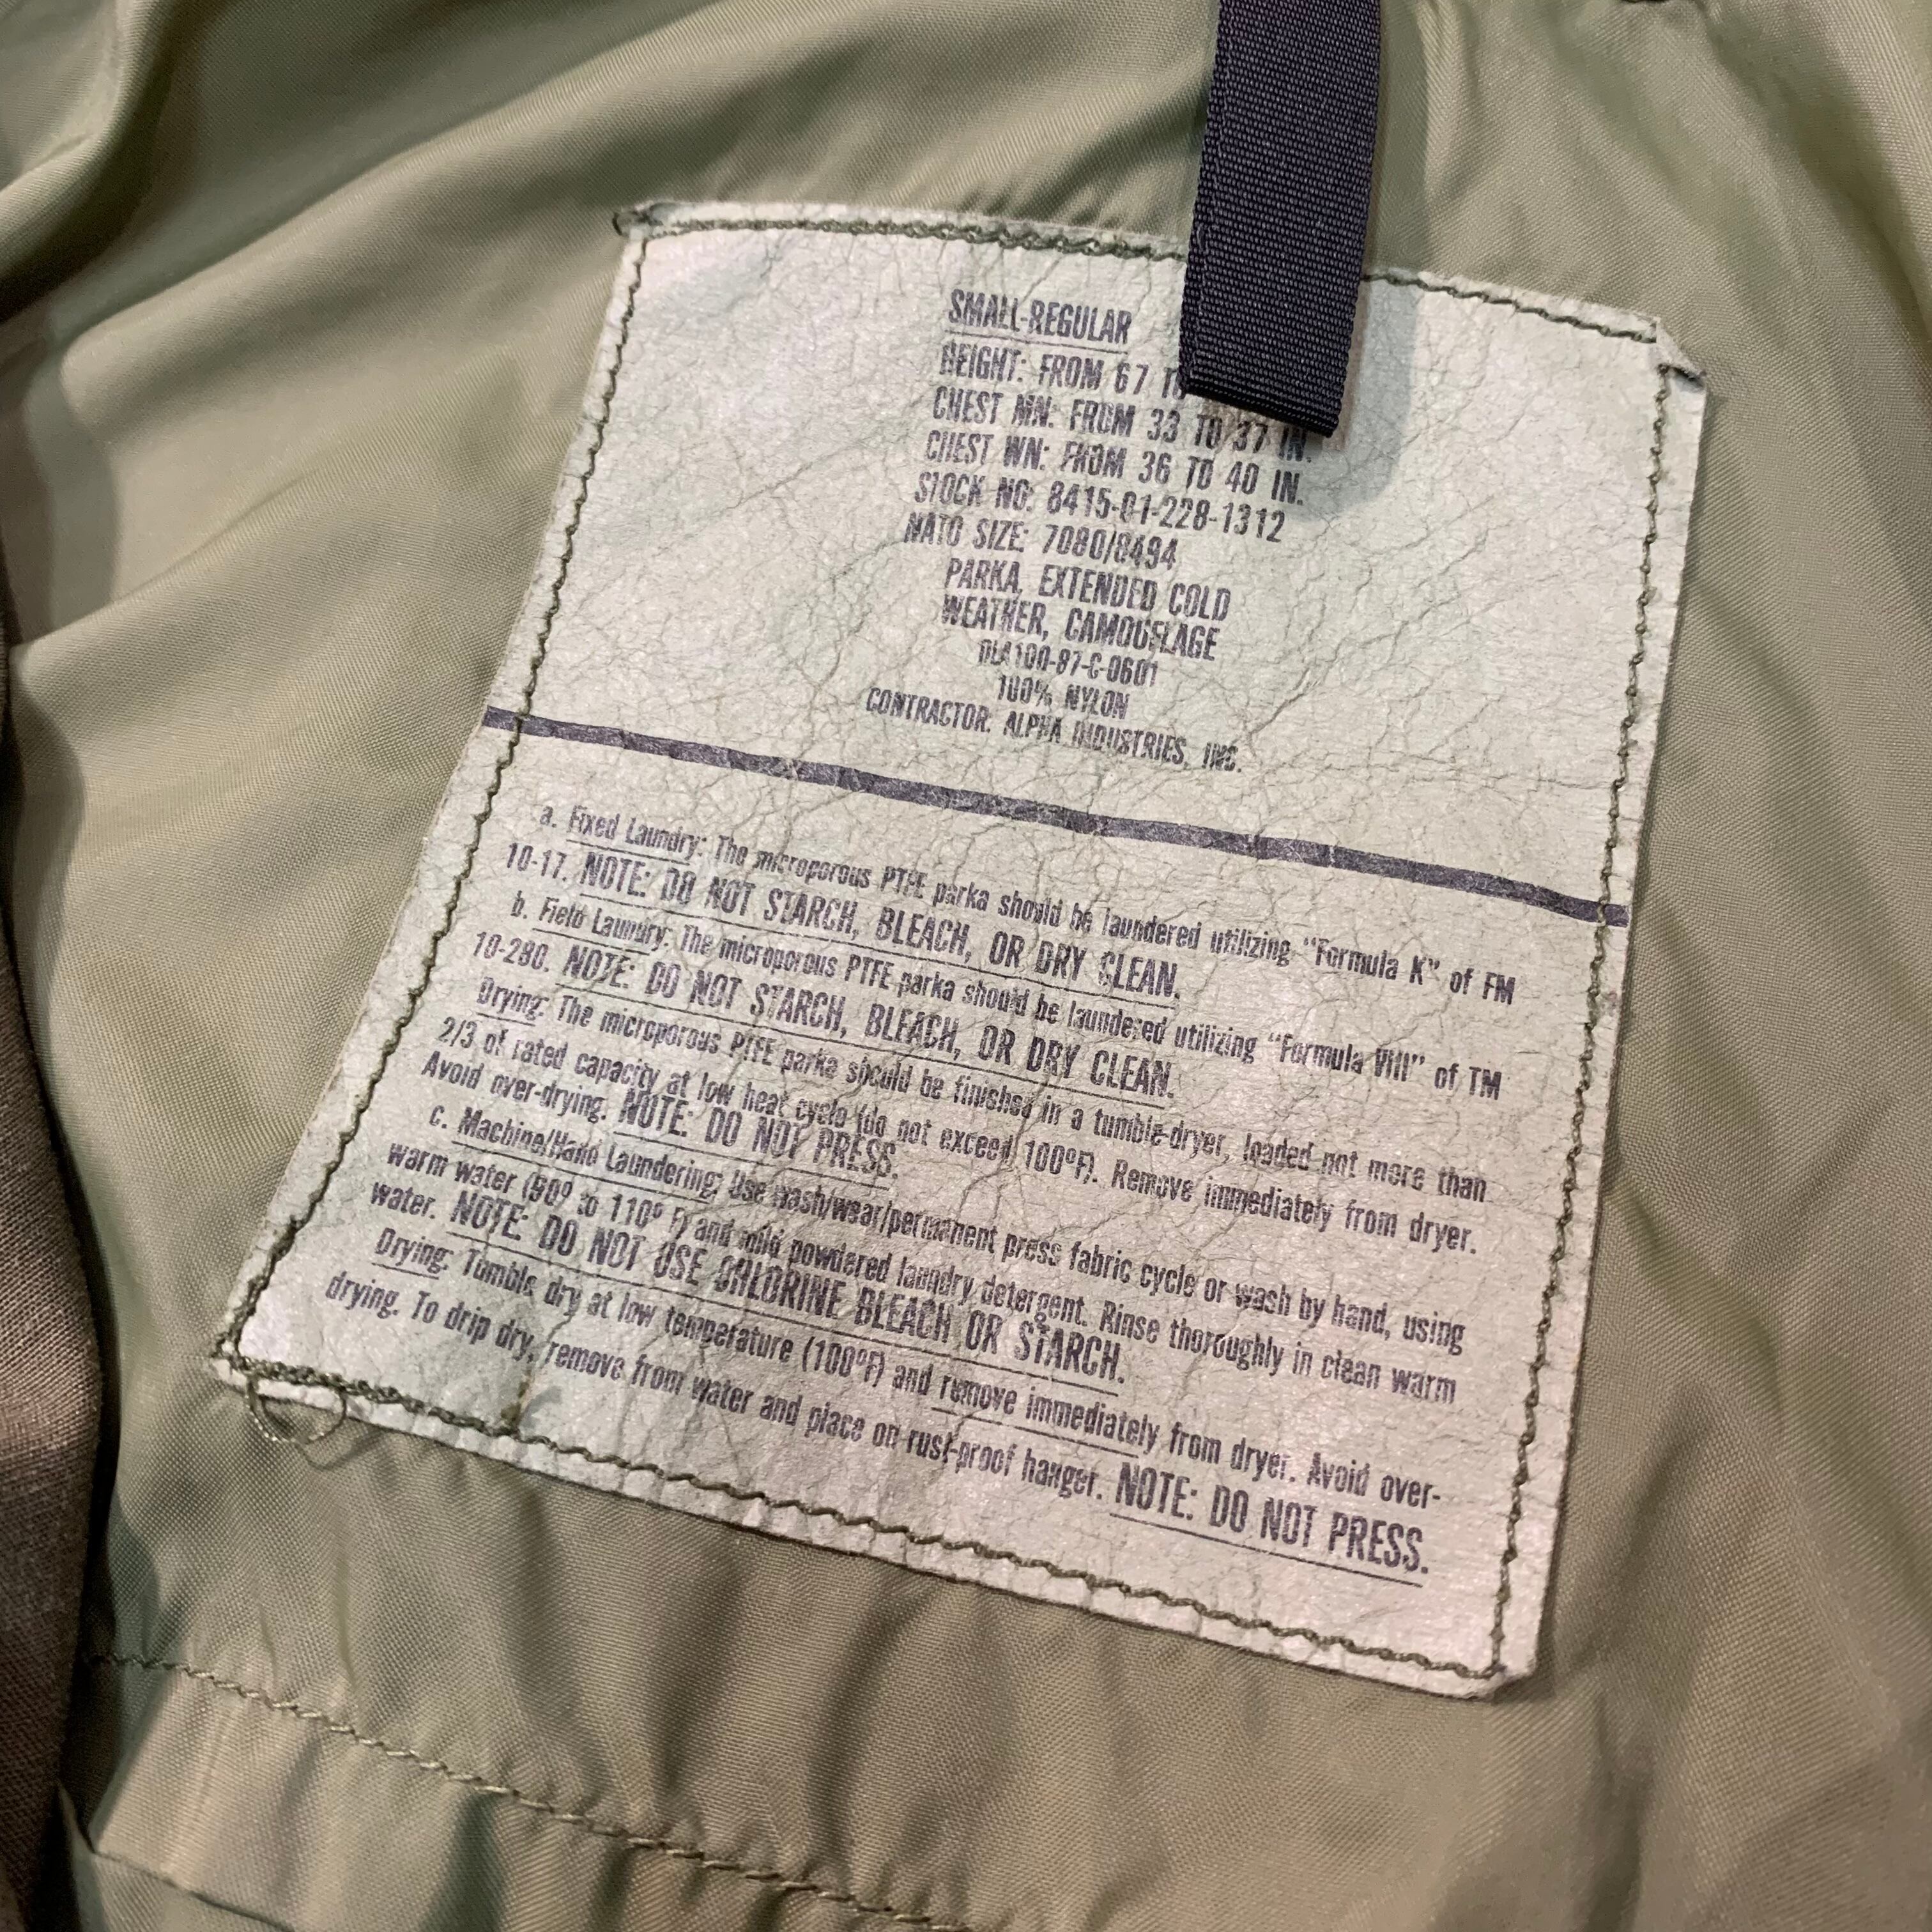 SMALL-REGULAR
HEIGHT: FROM 67 TO
CHEST MN: FROM 33 TO 37 IN.
CHEST WN: FROM 36 TO 40 IN.
STOCK NO: 8415-01-228-1312
NATO SIZE: 7080/8494
PARKA, EXTENDED COLD
WEATHER, CAMOUFLAGE
DLA100-87-C-0601
100% NYLON
CONTRACTOR: ALPHA INDUSTRIES, INC.
a. Fixed Laundry: The microporous PTFE parka should be laundered utilizing "Formula K" of FM
10-17. NOTE: DO NOT STARCH, BLEACH, OR DRY CLEAN.
b. Field Laundry: The microporous PTFE parka should be laundered utilizing "Formula VIII" of TM
10-280. NOTE: DO NOT STARCH, BLEACH, OR DRY CLEAN.
Drying: The microporous PTFE parka should be finished in a tumble-dryer, loaded not more than
2/3 of rated capacity at low heat cycle (do not exceed 100ºF). Remove immediately from dryer.
Avoid over-drying. NOTE: DO NOT PRESS.
c. Machine/Hand Laundering: Use wash/wear/permanent press fabric cycle or wash by hand, using
warm water (90º to 110º F) and mild powdered laundry detergent. Rinse thoroughly in clean warm
water. NOTE: DO NOT USE CHLORINE BLEACH OR STARCH.
Drying: Tumble dry at low temperature (100ºF) and remove immediately from dryer. Avoid over-
drying. To drip dry, remove from water and place on rust-proof hanger. NOTE: DO NOT PRESS.